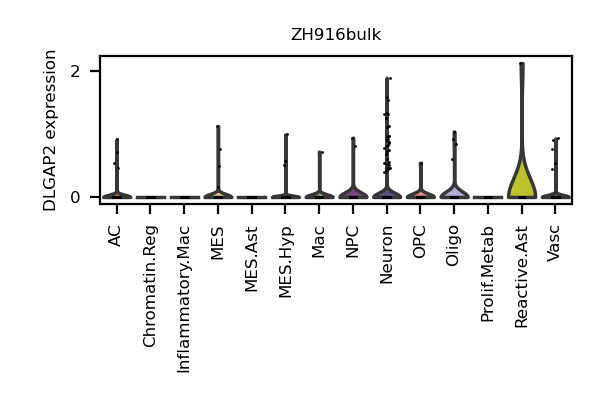 ZH916bulk
DLGAP2 expression
2
0
AC
Chromatin.Reg
Inflammatory.Mac
MES
MES.Ast
MES.Hyp
Mac
NPC
Neuron
OPC
Oligo
Prolif.Metab
Reactive.Ast
Vasc